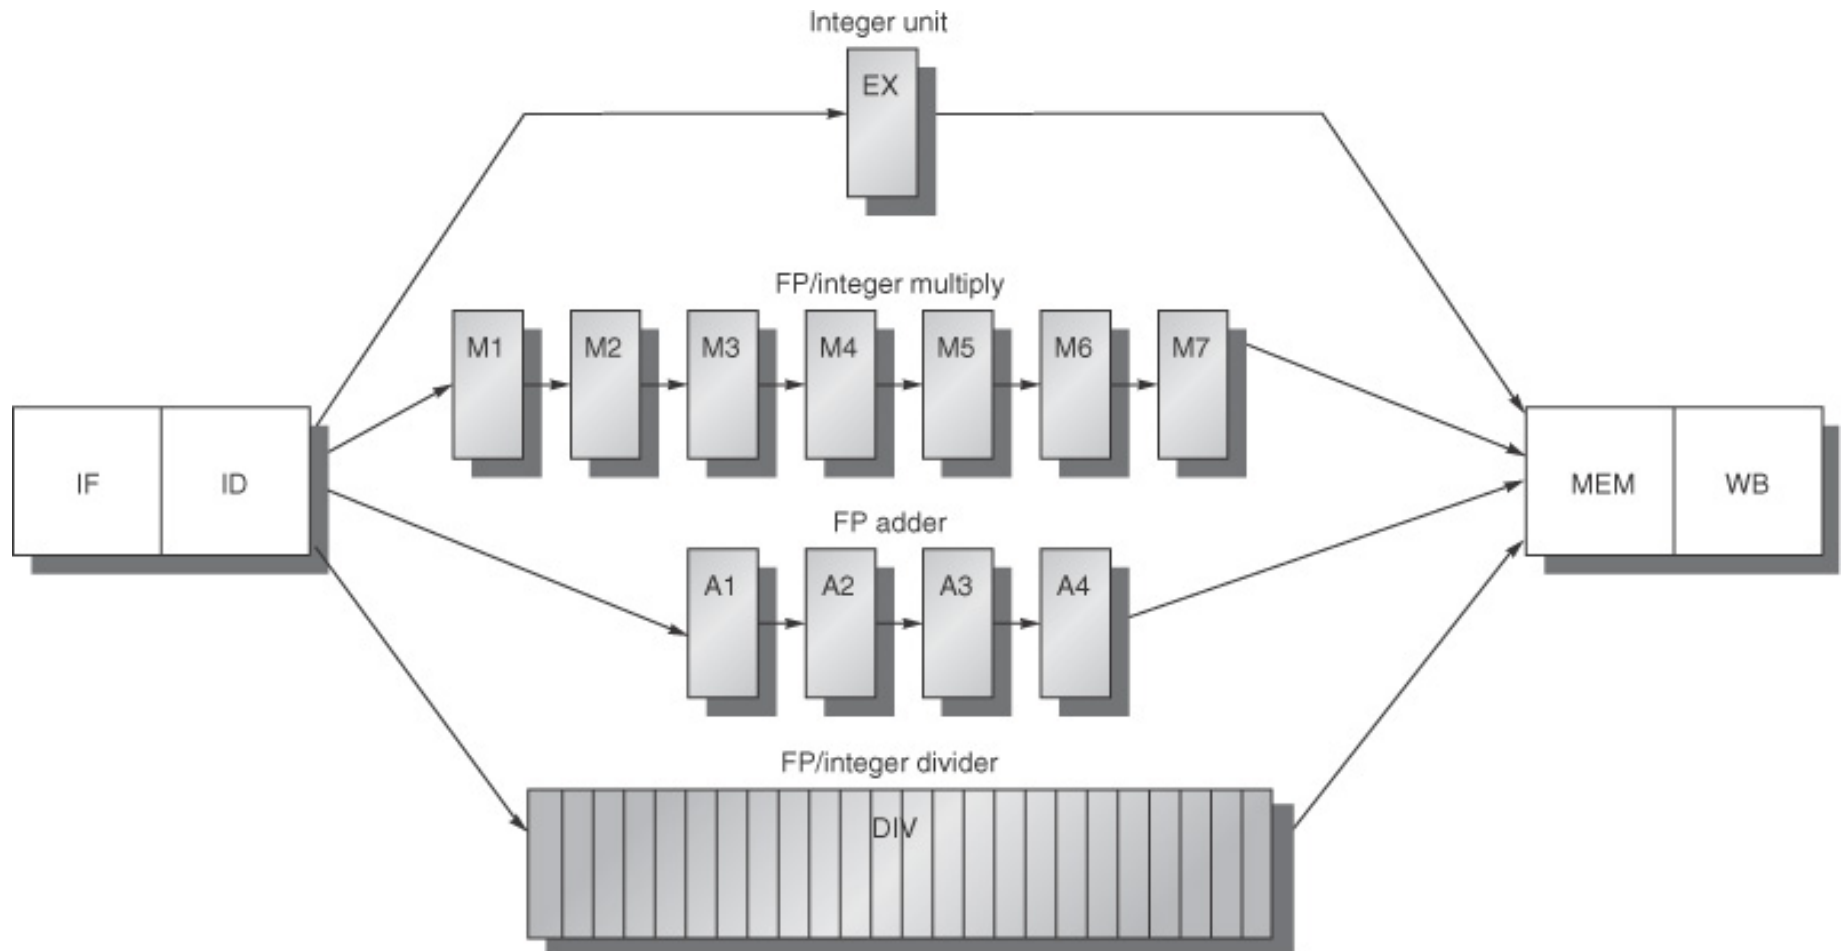 Integer unit
EX
FP/integer multiply
M1 M2 M3 M4 M5 M6 M7
IF ID
MEM WB
FP adder
A1 A2 A3 A4
FP/integer divider
DIV